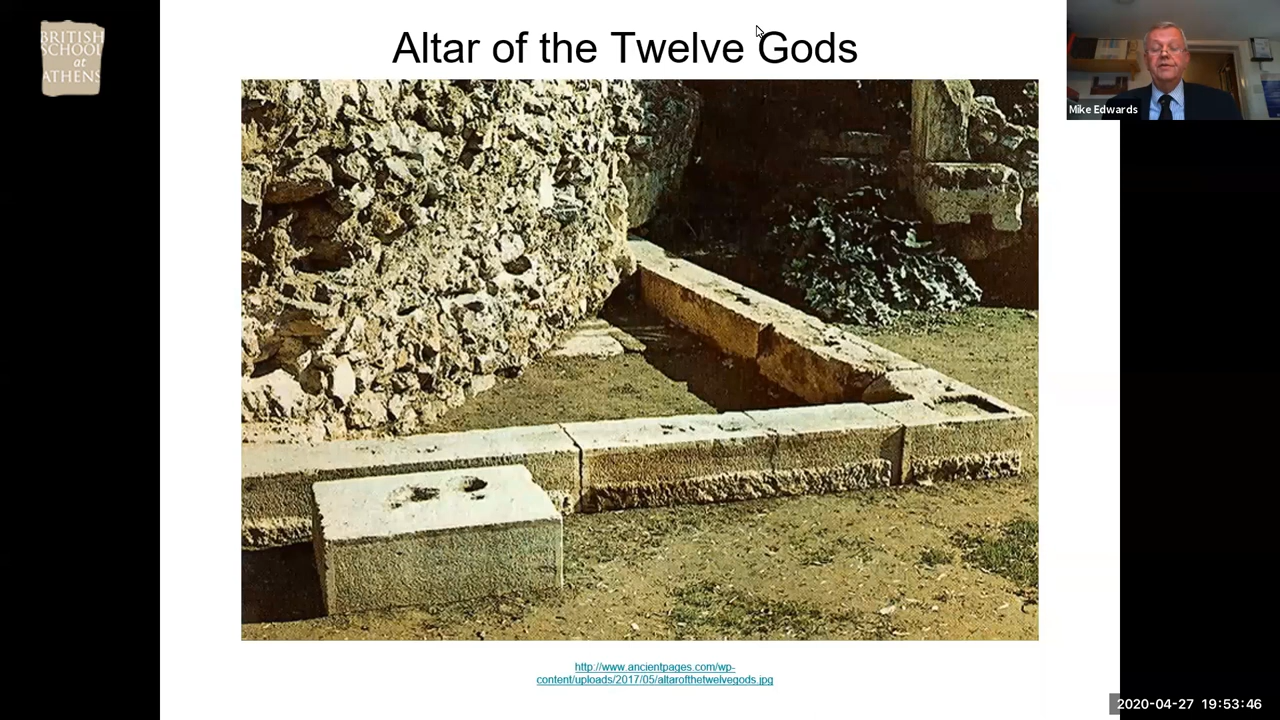 BRITISH
SCHOOL
at
ATHENS
Altar of the Twelve Gods
Mike Edwards
http://www.ancientpages.com/wp-
content/uploads/2017/05/altarofthetwelvegods.jpg
2020-04-27 19:53:46